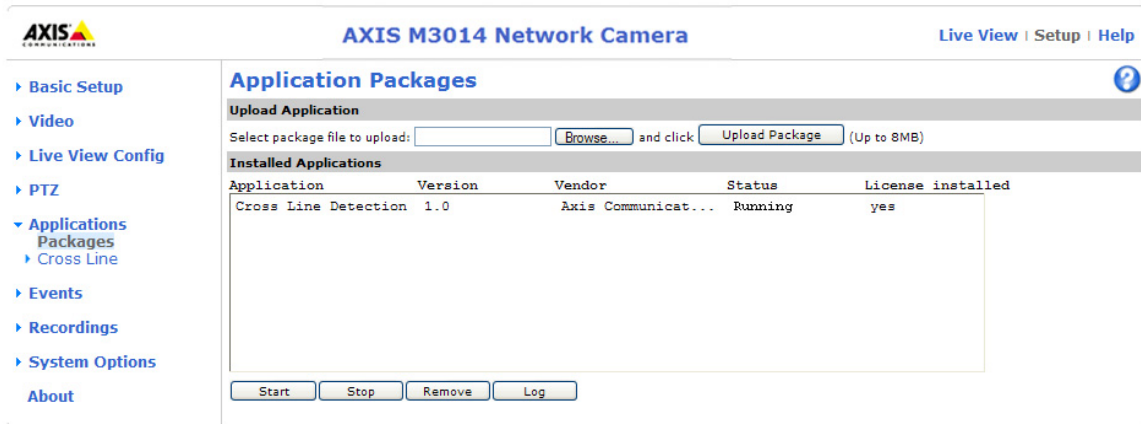 AXIS
COMMUNICATIONS
AXIS M3014 Network Camera
Live View | Setup | Help
Basic Setup
Video
Live View Config
PTZ
Applications
Packages
Cross Line
Events
Recordings
System Options
About
Application Packages
?
Upload Application
Select package file to upload: Browse... and click Upload Package (Up to 8MB)
Installed Applications
Application Version Vendor Status License installed
Cross Line Detection 1.0 Axis Communicat... Running yes
Start Stop Remove Log